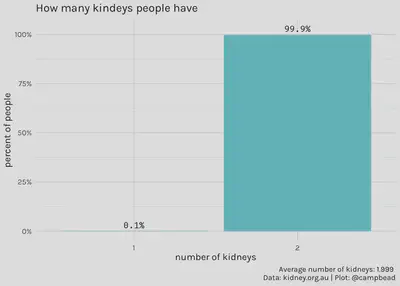 How many kindeys people have
99.9%
100%
75%
percent of people
50%
25%
0.1%
0%
1
2
number of kidneys
Average number of kidneys: 1.999
Data: kidney.org.au | Plot: @campbead